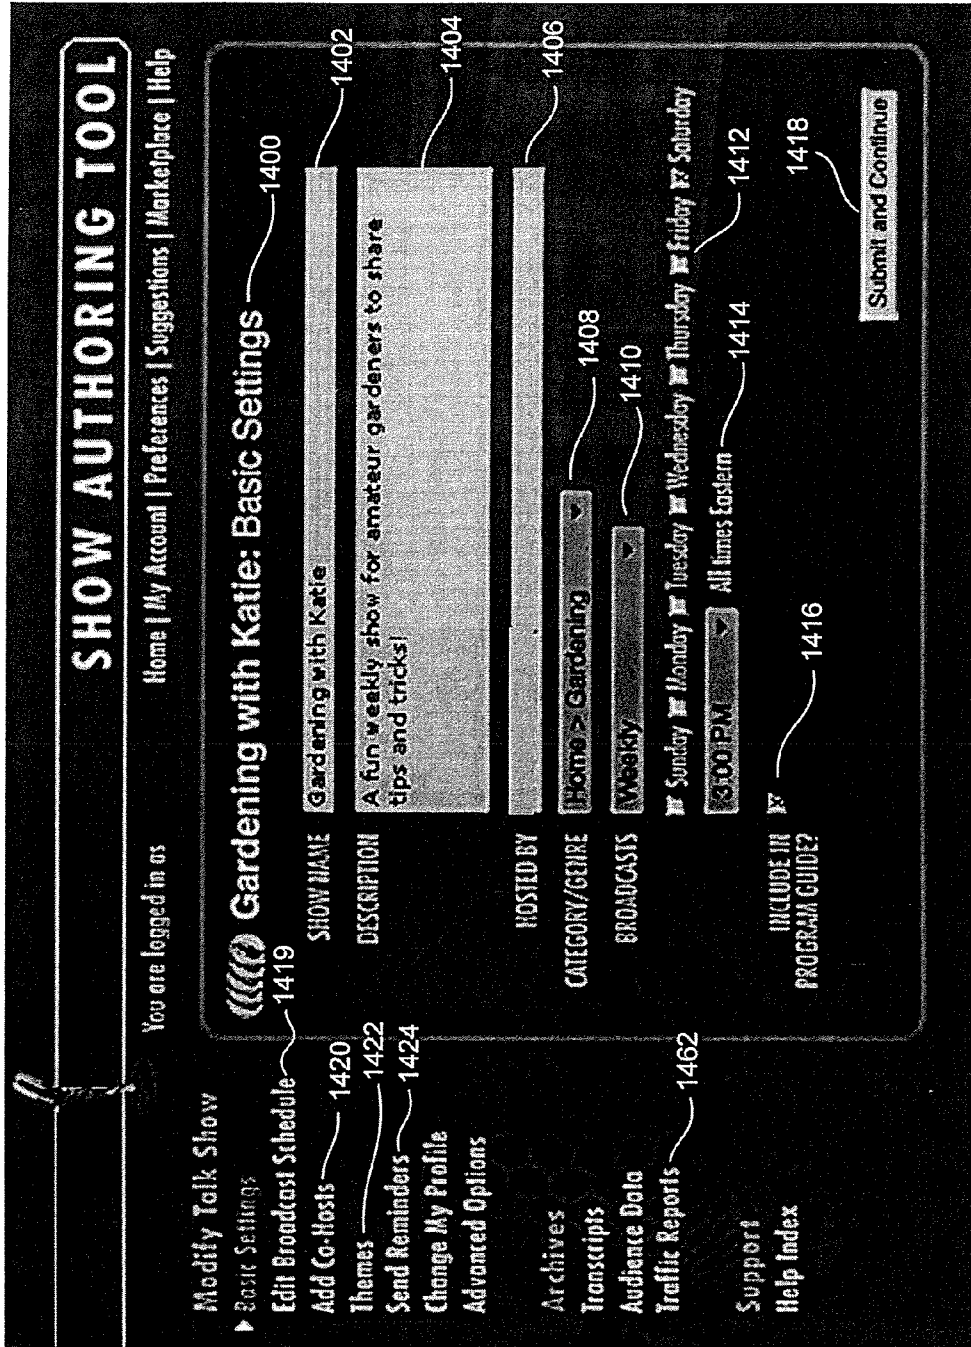 SHOW AUTHORING TOOL
You are logged in as
Home | My Account | Preferences | Suggestions | Marketplace | Help
Modify Talk Show
Basic Settings
Edit Broadcast Schedule 1419
Add Co-Hosts 1420
Themes 1422
Send Reminders 1424
Change My Profile
Advanced Options
Archives
Transcripts
Audience Data
Traffic Reports 1462
Support
Help Index
Gardening with Katie: Basic Settings 1400
SHOW NAME Gardening with Katie 1402
DESCRIPTION A fun weekly show for amateur gardeners to share 1404
tips and tricks!
HOSTED BY 1406
CATEGORY/GENRE Home > Gardening 1408
BROADCASTS Weekly 1410
Sunday Monday Tuesday Wednesday Thursday Friday Saturday
1412
3:00 PM All times Eastern 1414
INCLUDE IN 1416
PROGRAM GUIDE?
1418
Submit and Continue